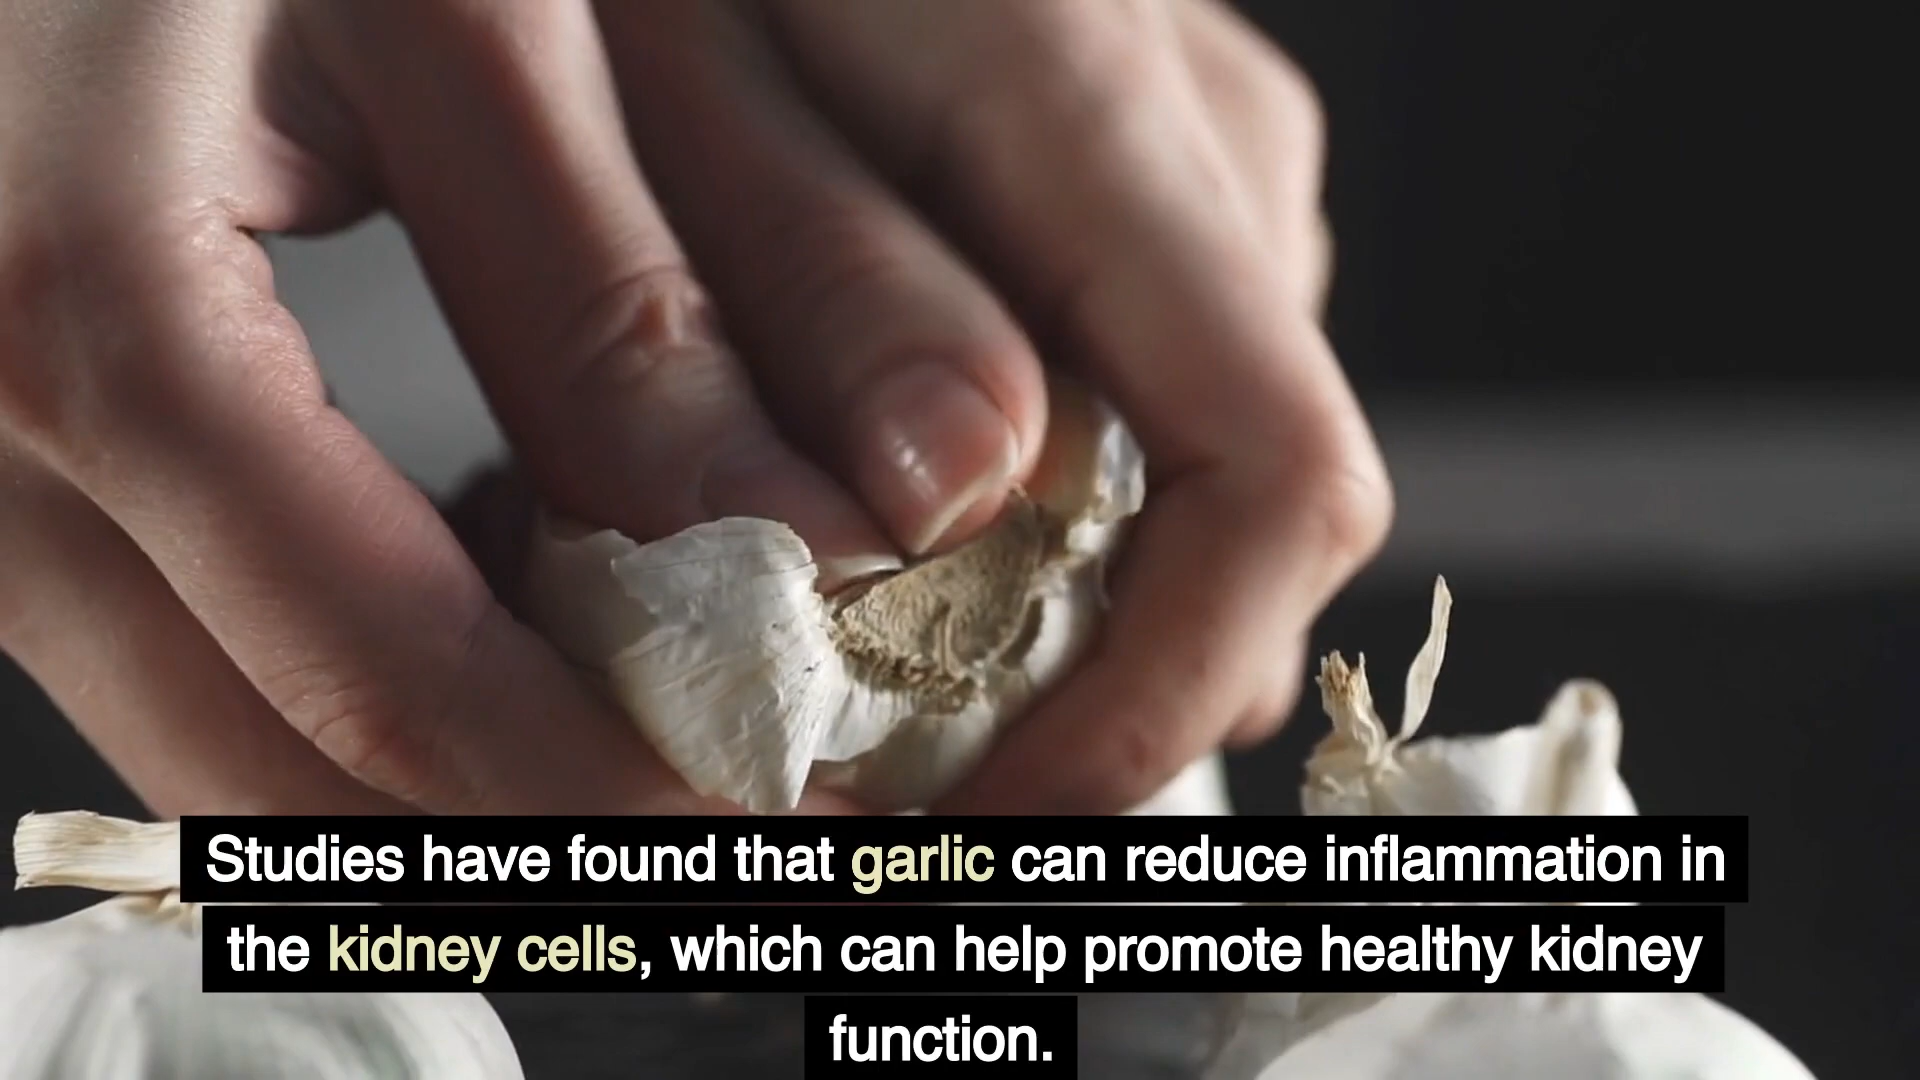 Studies have found that garlic can reduce inflammation in
the kidney cells, which can help promote healthy kidney
function.